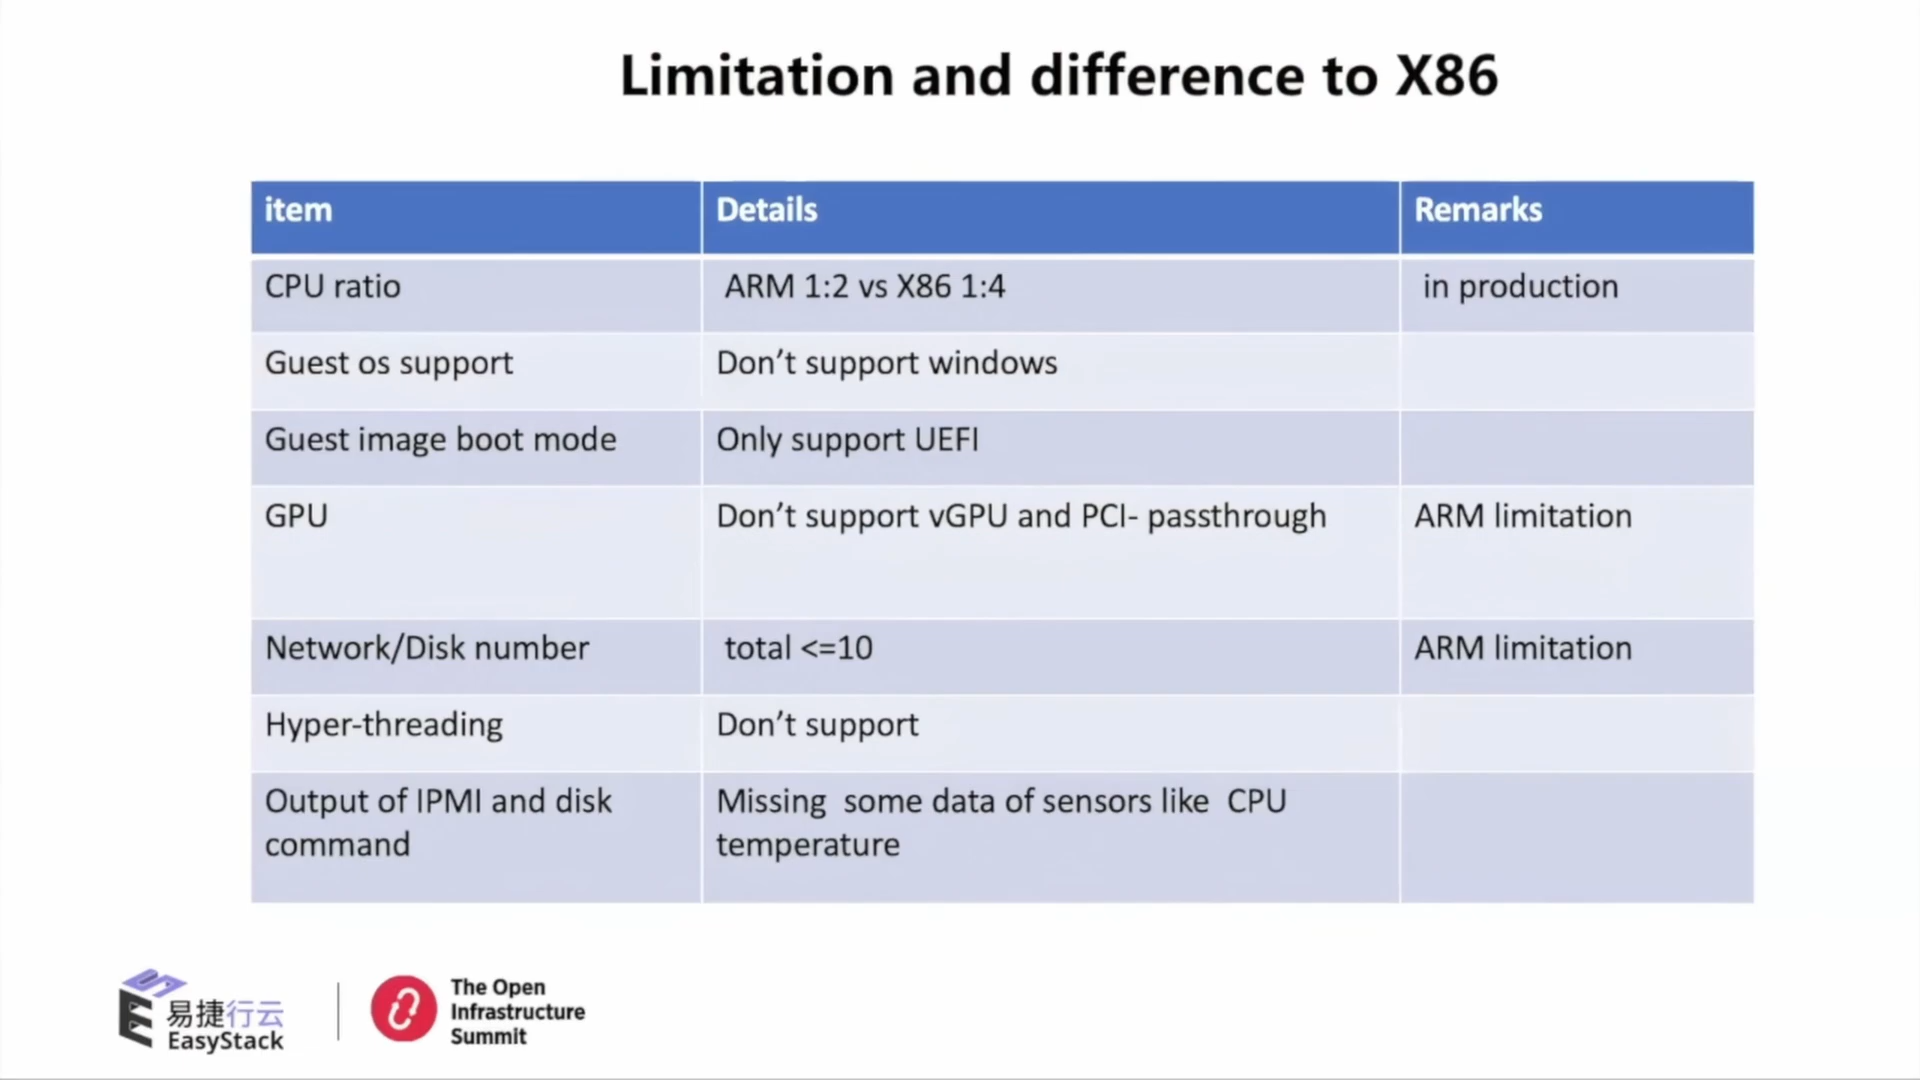 Limitation and difference to X86
item Details Remarks
CPU ratio ARM 1:2 vs X86 1:4 in production
Guest os support Don’t support windows
Guest image boot mode Only support UEFI
GPU Don’t support vGPU and PCI- passthrough ARM limitation
Network/Disk number total <=10 ARM limitation
Hyper-threading Don’t support
Output of IPMI and disk
command
Missing some data of sensors like CPU
temperature
易捷行云
EasyStack
The Open
Infrastructure
Summit